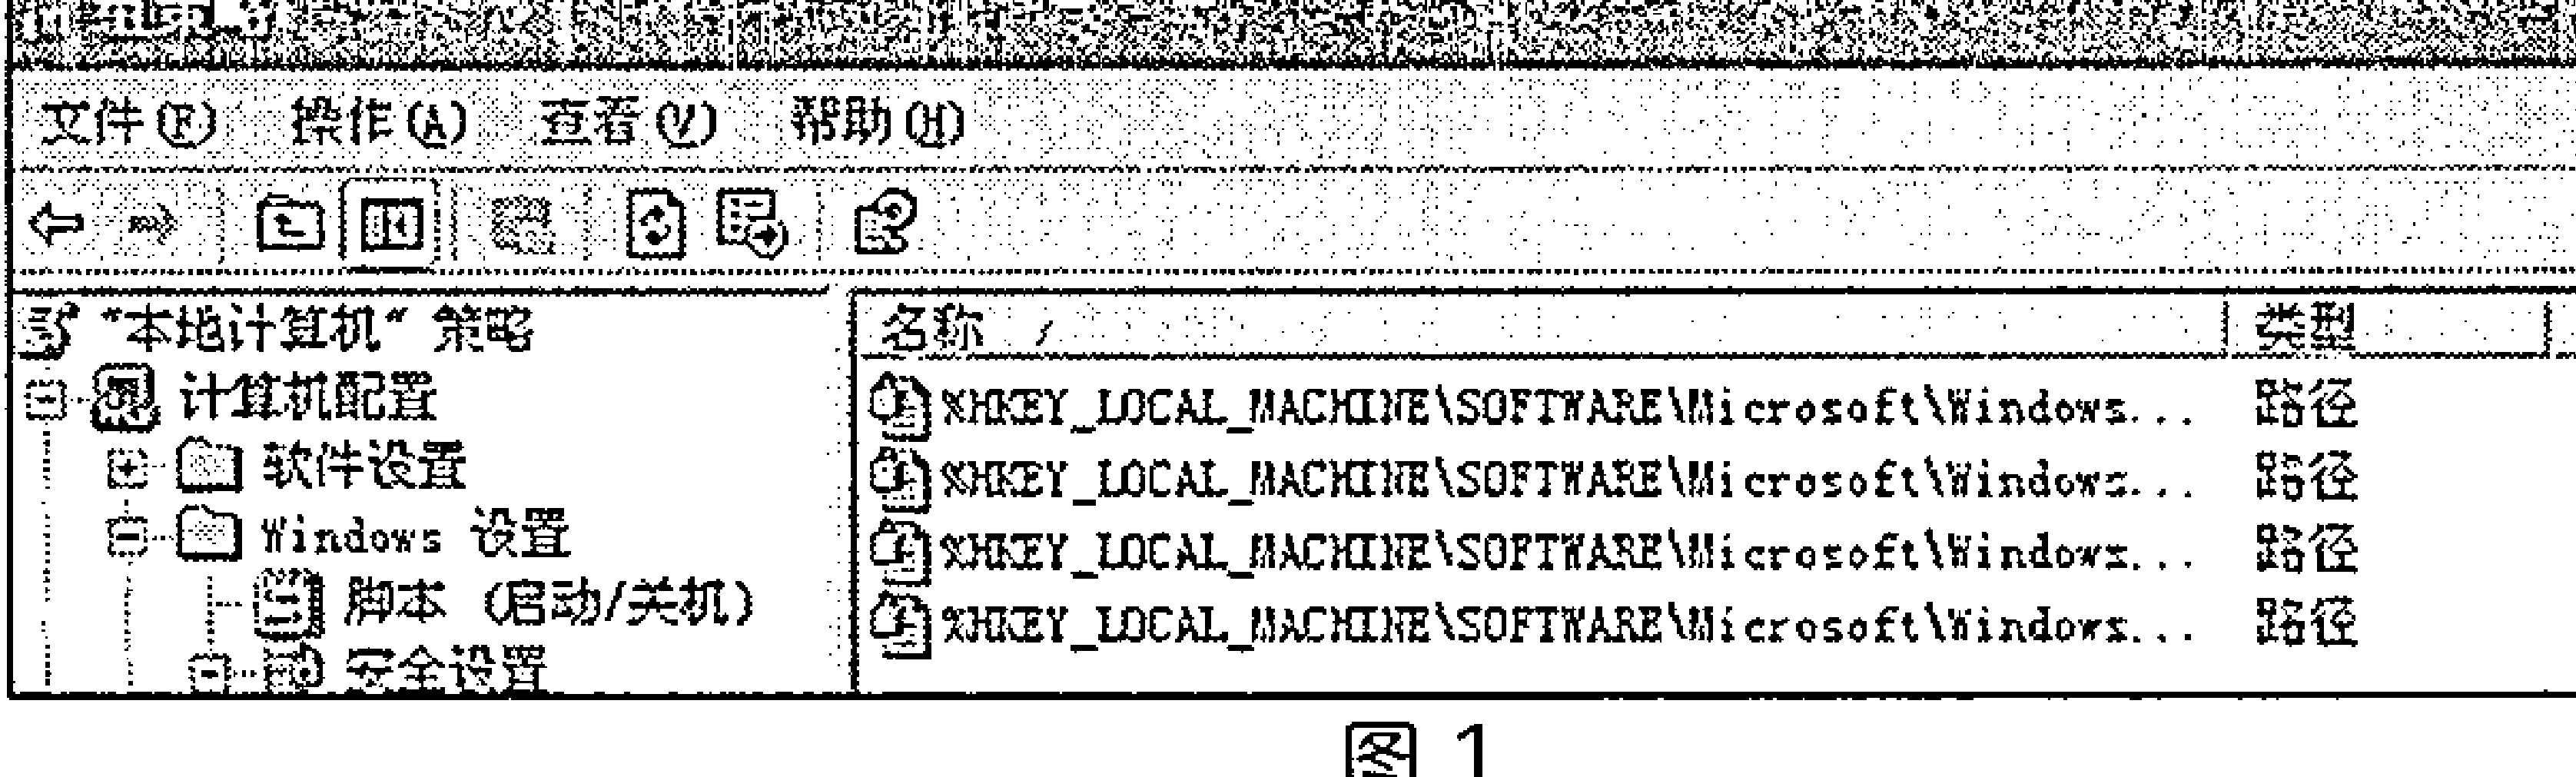 文件(F) 操作(A) 查看(V) 帮助(H)
“本地计算机” 策略
计算机配置
软件设置
Windows 设置
脚本 (启动/关机)
安全设置
名称 类型
%HKEY_LOCAL_MACHINE\SOFTWARE\Microsoft\Windows... 路径
%HKEY_LOCAL_MACHINE\SOFTWARE\Microsoft\Windows... 路径
%HKEY_LOCAL_MACHINE\SOFTWARE\Microsoft\Windows... 路径
%HKEY_LOCAL_MACHINE\SOFTWARE\Microsoft\Windows... 路径
图 1